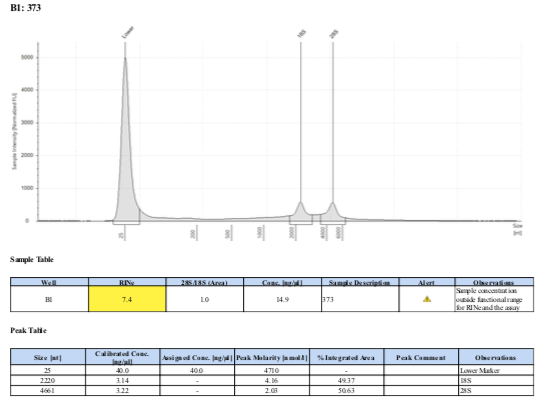 B1: 373
Lower
18S
28S
Sample Intensity [Normalized FU]
5000
4000
3000
2000
1000
0
25
200
500
1000
2000
4000
6000
Size
[nt]
Sample Table
Well RINe 28S/18S (Area) Conc. [ng/µl] Sample Description Alert Observations
B1 7.4 1.0 14.9 373 Sample concentration
outside functional range
for RINe and the assay
Peak Table
Size [nt] Calibrated Conc. [ng/µl] Assigned Conc. [ng/µl] Peak Molarity [nmol/l] % Integrated Area Peak Comment Observations
25 40.0 40.0 4710 - Lower Marker
2220 3.14 - 4.16 49.37 18S
4661 3.22 - 2.03 50.63 28S